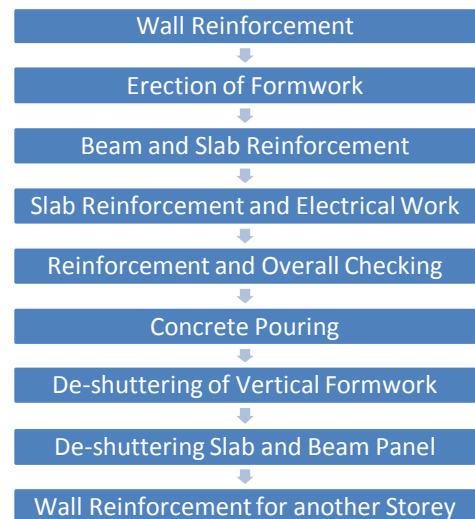 Wall Reinforcement
Erection of Formwork
Beam and Slab Reinforcement
Slab Reinforcement and Electrical Work
Reinforcement and Overall Checking
Concrete Pouring
De-shuttering of Vertical Formwork
De-shuttering Slab and Beam Panel
Wall Reinforcement for another Storey